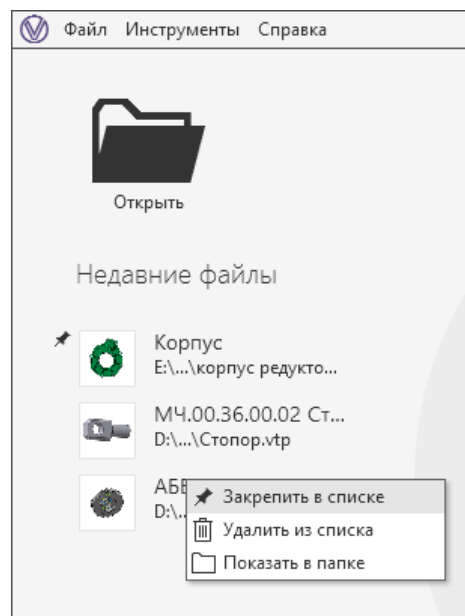 Файл Инструменты Справка
Открыть
Недавние файлы
Корпус
E:\...\корпус редукто...
МЧ.00.36.00.02 Ст...
D:\...\Стопор.vtp
D:\..
Закрепить в списке
Удалить из списка
Показать в папке